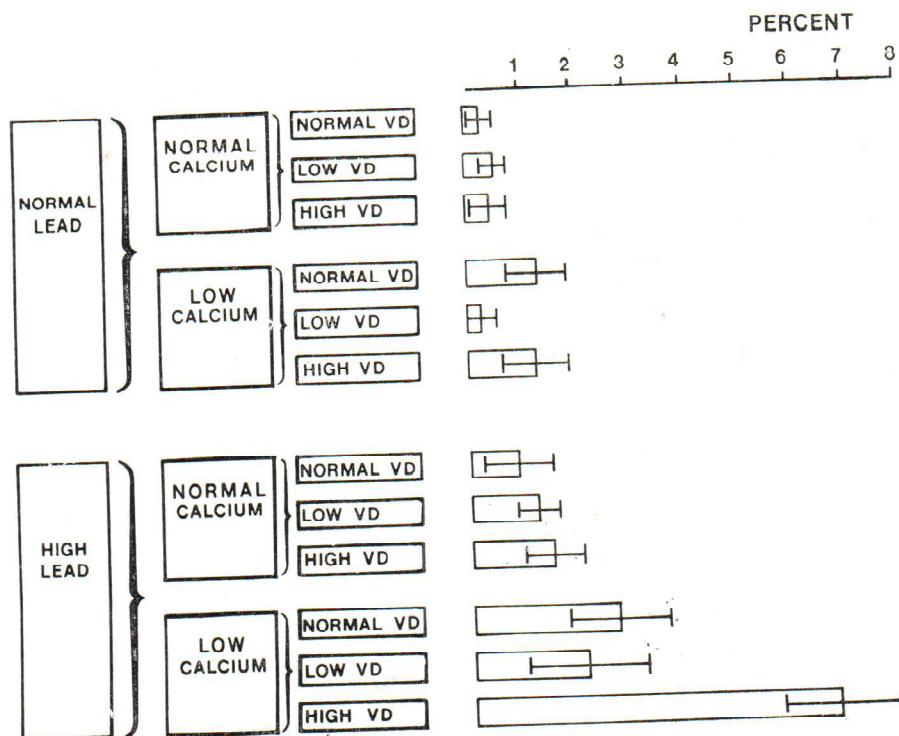 PERCENT
1 2 3 4 5 6 7 8
NORMAL
LEAD
NORMAL
CALCIUM
NORMAL VD
LOW VD
HIGH VD
LOW
CALCIUM
NORMAL VD
LOW VD
HIGH VD
HIGH
LEAD
NORMAL
CALCIUM
NORMAL VD
LOW VD
HIGH VD
LOW
CALCIUM
NORMAL VD
LOW VD
HIGH VD